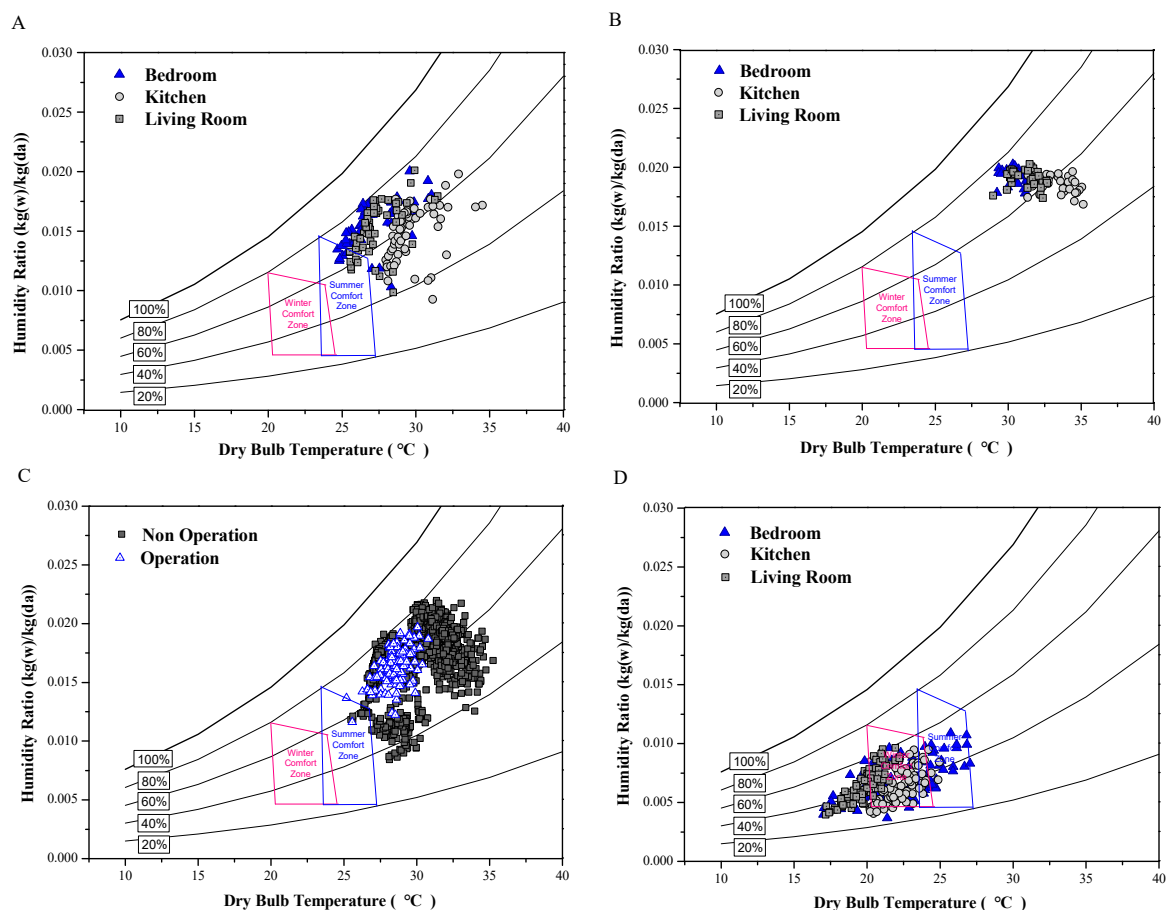 A
Humidity Ratio (kg(w)/kg(da))
0.030
0.025
0.020
0.015
0.010
0.005
0.000
Bedroom
Kitchen
Living Room
100%
80%
60%
40%
20%
Winter
Comfort
Zone
Summer
Comfort
Zone
10 15 20 25 30 35 40
Dry Bulb Temperature ( °C )
B
Humidity Ratio (kg(w)/kg(da))
0.030
0.025
0.020
0.015
0.010
0.005
0.000
Bedroom
Kitchen
Living Room
100%
80%
60%
40%
20%
Winter
Comfort
Zone
Summer
Comfort
Zone
10 15 20 25 30 35 40
Dry Bulb Temperature ( °C )
C
Humidity Ratio (kg(w)/kg(da))
0.030
0.025
0.020
0.015
0.010
0.005
0.000
Non Operation
Operation
100%
80%
60%
40%
20%
Winter
Comfort
Zone
Summer
Comfort
Zone
10 15 20 25 30 35 40
Dry Bulb Temperature ( °C )
D
Humidity Ratio (kg(w)/kg(da))
0.030
0.025
0.020
0.015
0.010
0.005
0.000
Bedroom
Kitchen
Living Room
100%
80%
60%
40%
20%
10 15 20 25 30 35 40
Dry Bulb Temperature ( °C )